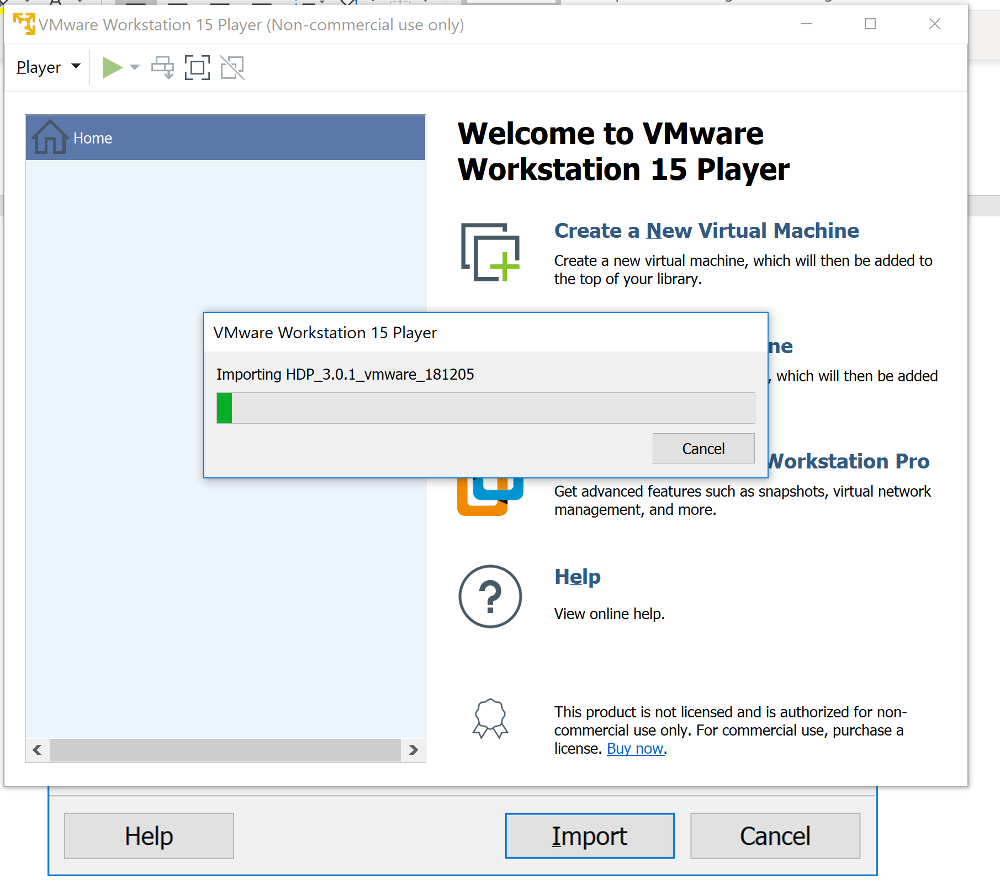 VMware Workstation 15 Player (Non-commercial use only)
Player
Home
Welcome to VMware
Workstation 15 Player
Create a New Virtual Machine
Create a new virtual machine, which will then be added to
the top of your library.
VMware Workstation 15 Player
Importing HDP_3.0.1_vmware_181205
Cancel
ne
, which will then be added
Workstation Pro
Get advanced features such as snapshots, virtual network
management, and more.
Help
View online help.
This product is not licensed and is authorized for non-
commercial use only. For commercial use, purchase a
license. Buy now.
Help
Import
Cancel